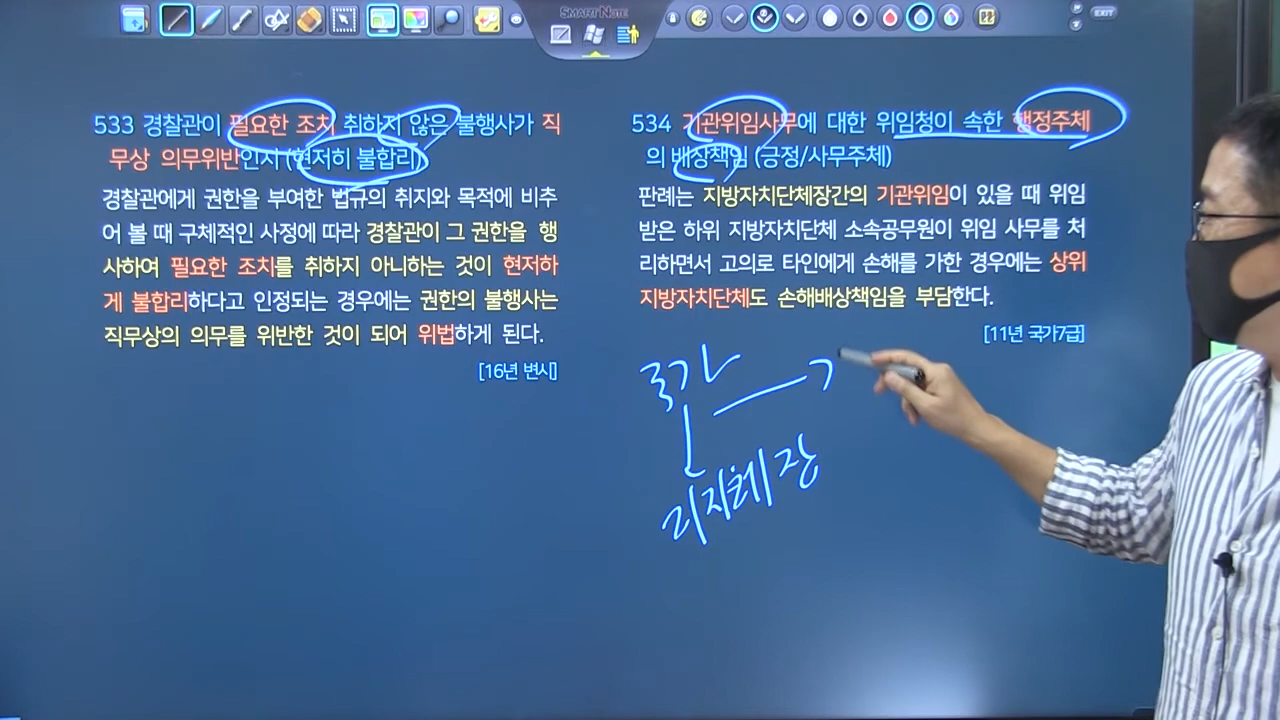 SMART NOTE
EXIT
533 경찰관이 필요한 조치 취하지 않은 불행사가 직
무상 의무위반인지 (현저히 불합리)
경찰관에게 권한을 부여한 법규의 취지와 목적에 비추
어 볼 때 구체적인 사정에 따라 경찰관이 그 권한을 행
사하여 필요한 조치를 취하지 아니하는 것이 현저하
게 불합리하다고 인정되는 경우에는 권한의 불행사는
직무상의 의무를 위반한 것이 되어 위법하게 된다.
[16년 변시]
534 기관위임사무에 대한 위임청이 속한 행정주체
의 배상책임 (긍정/사무주체)
판례는 지방자치단체장간의 기관위임이 있을 때 위임
받은 하위 지방자치단체 소속공무원이 위임 사무를 처
리하면서 고의로 타인에게 손해를 가한 경우에는 상위
지방자치단체도 손해배상책임을 부담한다.
[11년 국가7급]
국가
지자체장